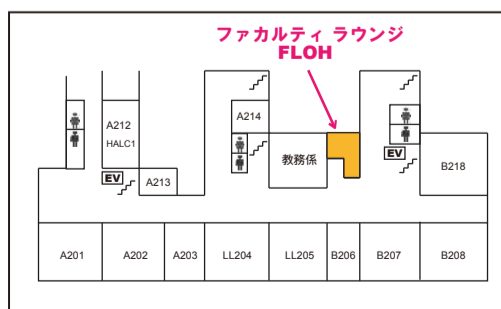 ファカルティ ラウンジ
FLOH
A212
HALC1
A214
EV
A213
教務係
EV
B218
A201
A202
A203
LL204
LL205
B206
B207
B208